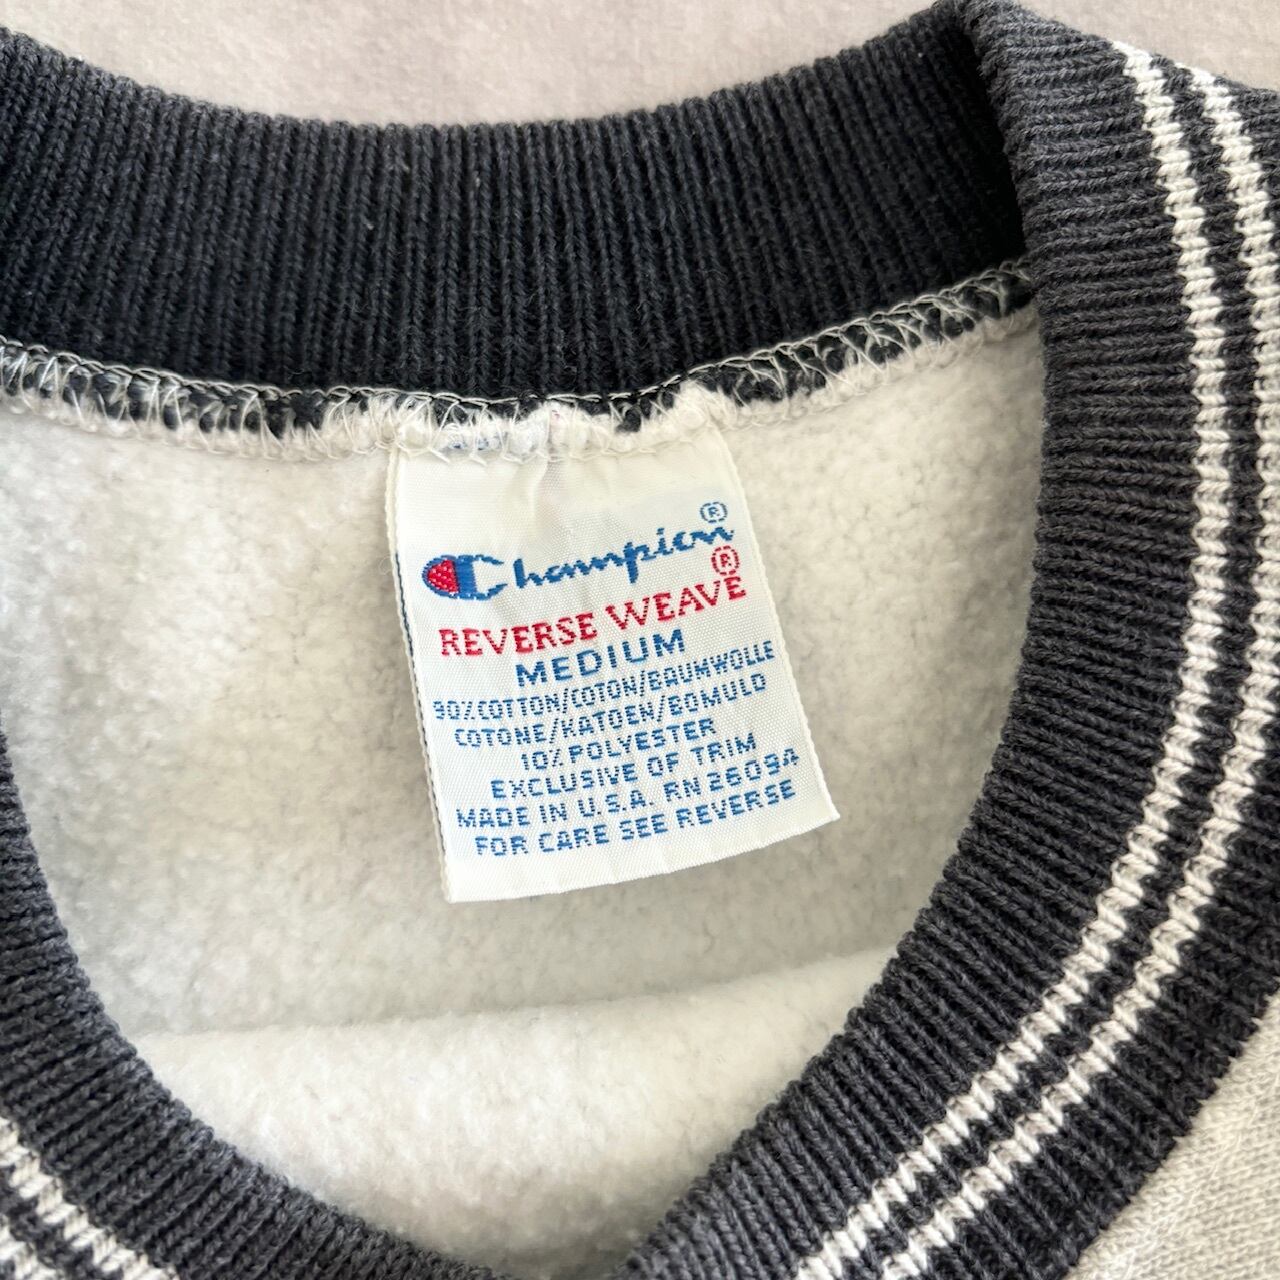 Champion®
REVERSE WEAVE®
MEDIUM
90% COTTON/COTON/BAUMWOLLE
COTONE/KATOEN/BOMULD
10% POLYESTER
EXCLUSIVE OF TRIM
MADE IN U.S.A. RN 26094
FOR CARE SEE REVERSE